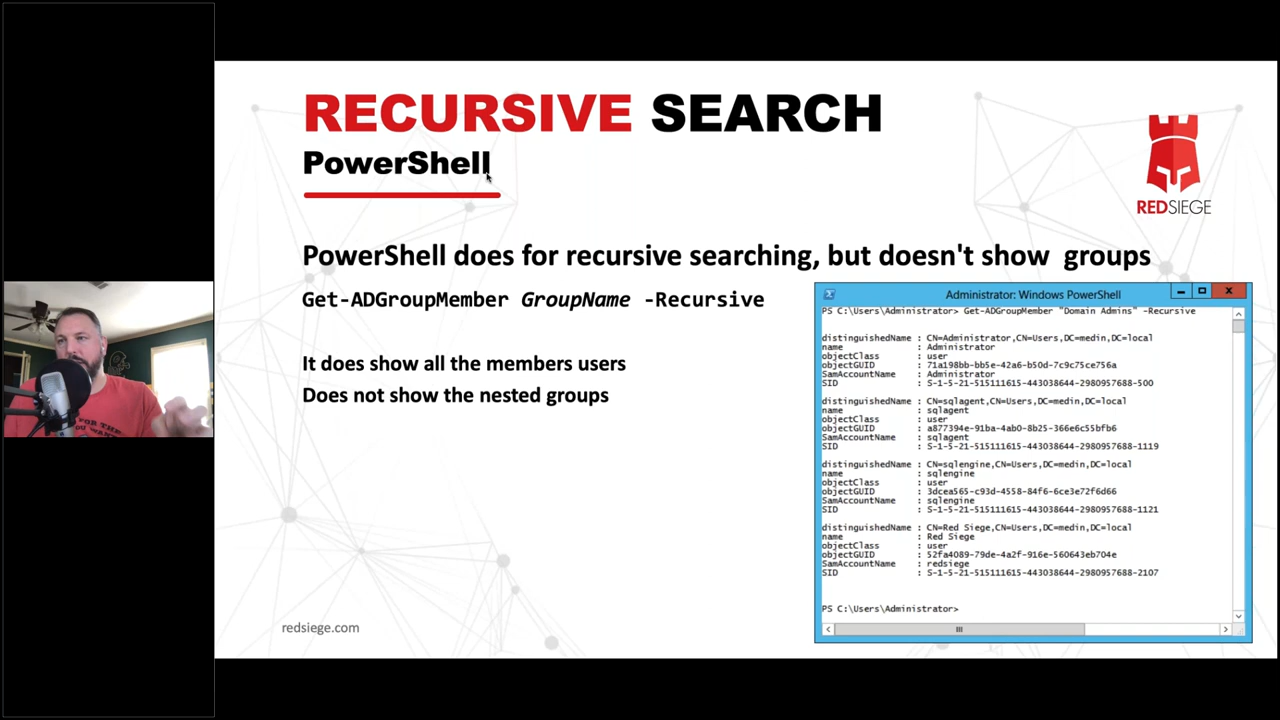 RECURSIVE SEARCH
PowerShell
REDSIEGE
PowerShell does for recursive searching, but doesn't show  groups
Get-ADGroupMember GroupName -Recursive
It does show all the members users
Does not show the nested groups
Administrator: Windows PowerShell
PS C:\Users\Administrator> Get-ADGroupMember "Domain Admins" -Recursive
distinguishedName : CN=Administrator,CN=Users,DC=medin,DC=local
name : Administrator
objectClass : user
objectGUID : 71a198bb-bb5e-42a6-b50d-7c9c75ce756a
SamAccountName : Administrator
SID : S-1-5-21-515111615-443038644-2980957688-500
distinguishedName : CN=sqlagent,CN=Users,DC=medin,DC=local
name : sqlagent
objectClass : user
objectGUID : a877394e-91ba-4ab0-8b25-366e6c55bfb6
SamAccountName : sqlagent
SID : S-1-5-21-515111615-443038644-2980957688-1119
distinguishedName : CN=sqlengine,CN=Users,DC=medin,DC=local
name : sqlengine
objectClass : user
objectGUID : 3dcea565-c93d-4558-84f6-6ce3e72f6d66
SamAccountName : sqlengine
SID : S-1-5-21-515111615-443038644-2980957688-1121
distinguishedName : CN=Red Siege,CN=Users,DC=medin,DC=local
name : Red Siege
objectClass : user
objectGUID : 52fa4089-79de-4a2f-916e-560643eb704e
SamAccountName : redsiege
SID : S-1-5-21-515111615-443038644-2980957688-2107
PS C:\Users\Administrator>
FOR THE
YOU WANT
redsiege.com